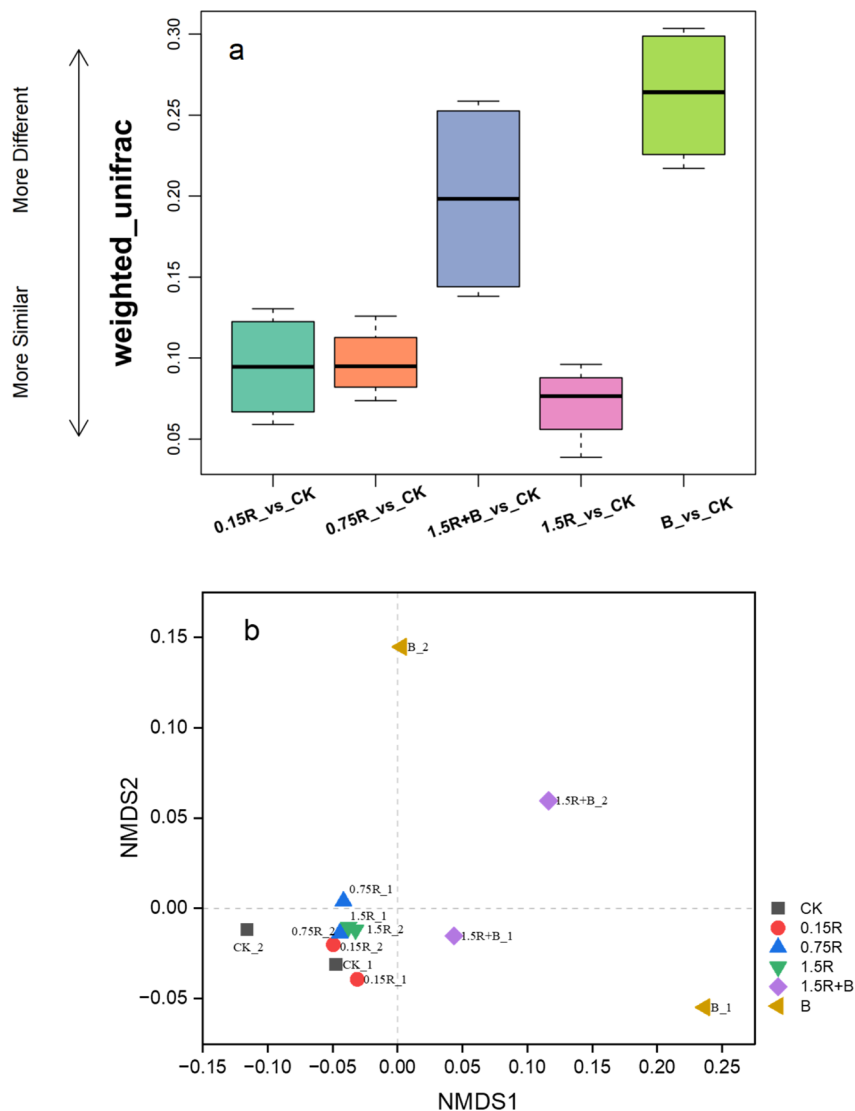 a
More Different
More Similar
weighted_unifrac
0.30
0.25
0.20
0.15
0.10
0.05
0.15R_vs_CK
0.75R_vs_CK
1.5R+B_vs_CK
1.5R_vs_CK
B_vs_CK
b
NMDS2
0.15
0.10
0.05
0.00
−0.05
B_2
1.5R+B_2
0.75R_1
1.5R_1
0.75R_2
1.5R_2
1.5R+B_1
CK_2
0.15R_2
CK_1
0.15R_1
B_1
CK
0.15R
0.75R
1.5R
1.5R+B
B
−0.15
−0.10
−0.05
0.00
0.05
0.10
0.15
0.20
0.25
NMDS1